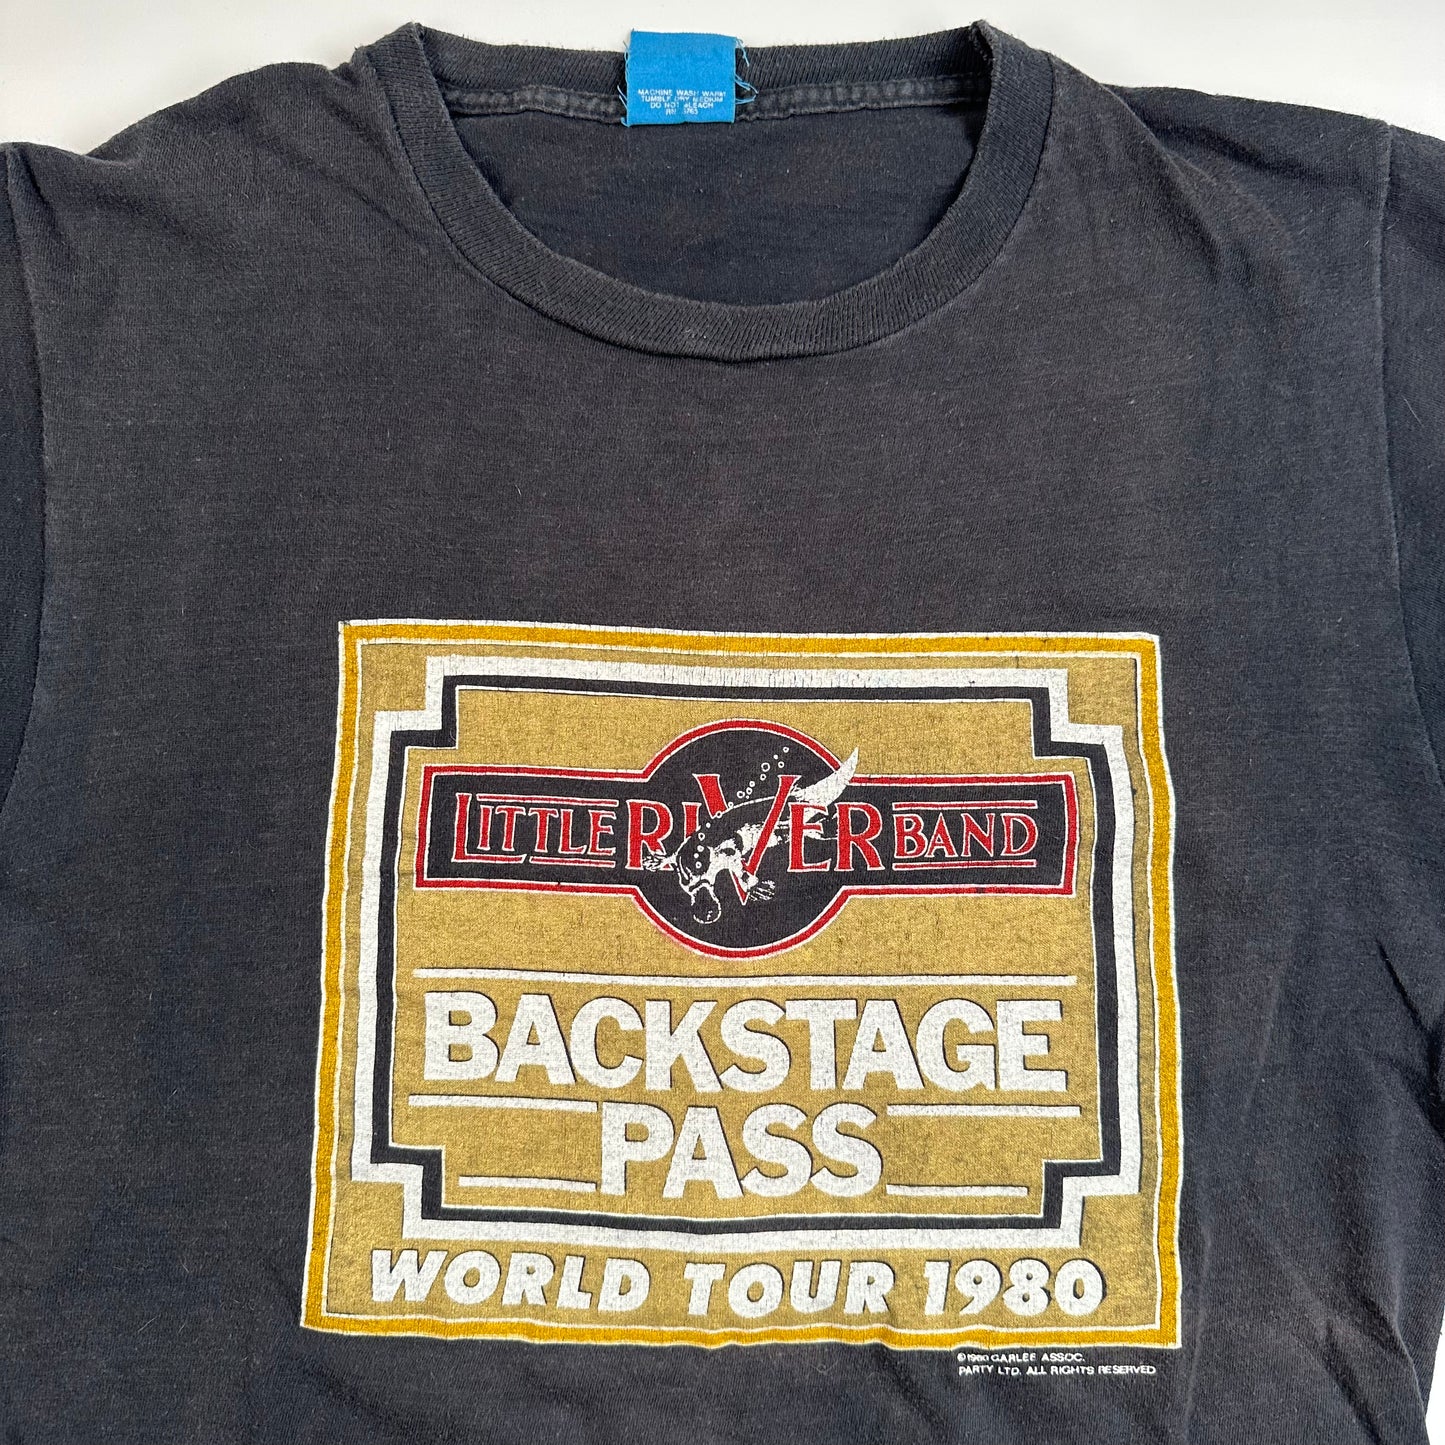 MACHINE WASH WARM
TUMBLE DRY MEDIUM
DO NOT BLEACH
LITTLE RIVER BAND
BACKSTAGE
PASS
WORLD TOUR 1980
© 1980 GARLEE ASSOC.
PARTY LTD. ALL RIGHTS RESERVED